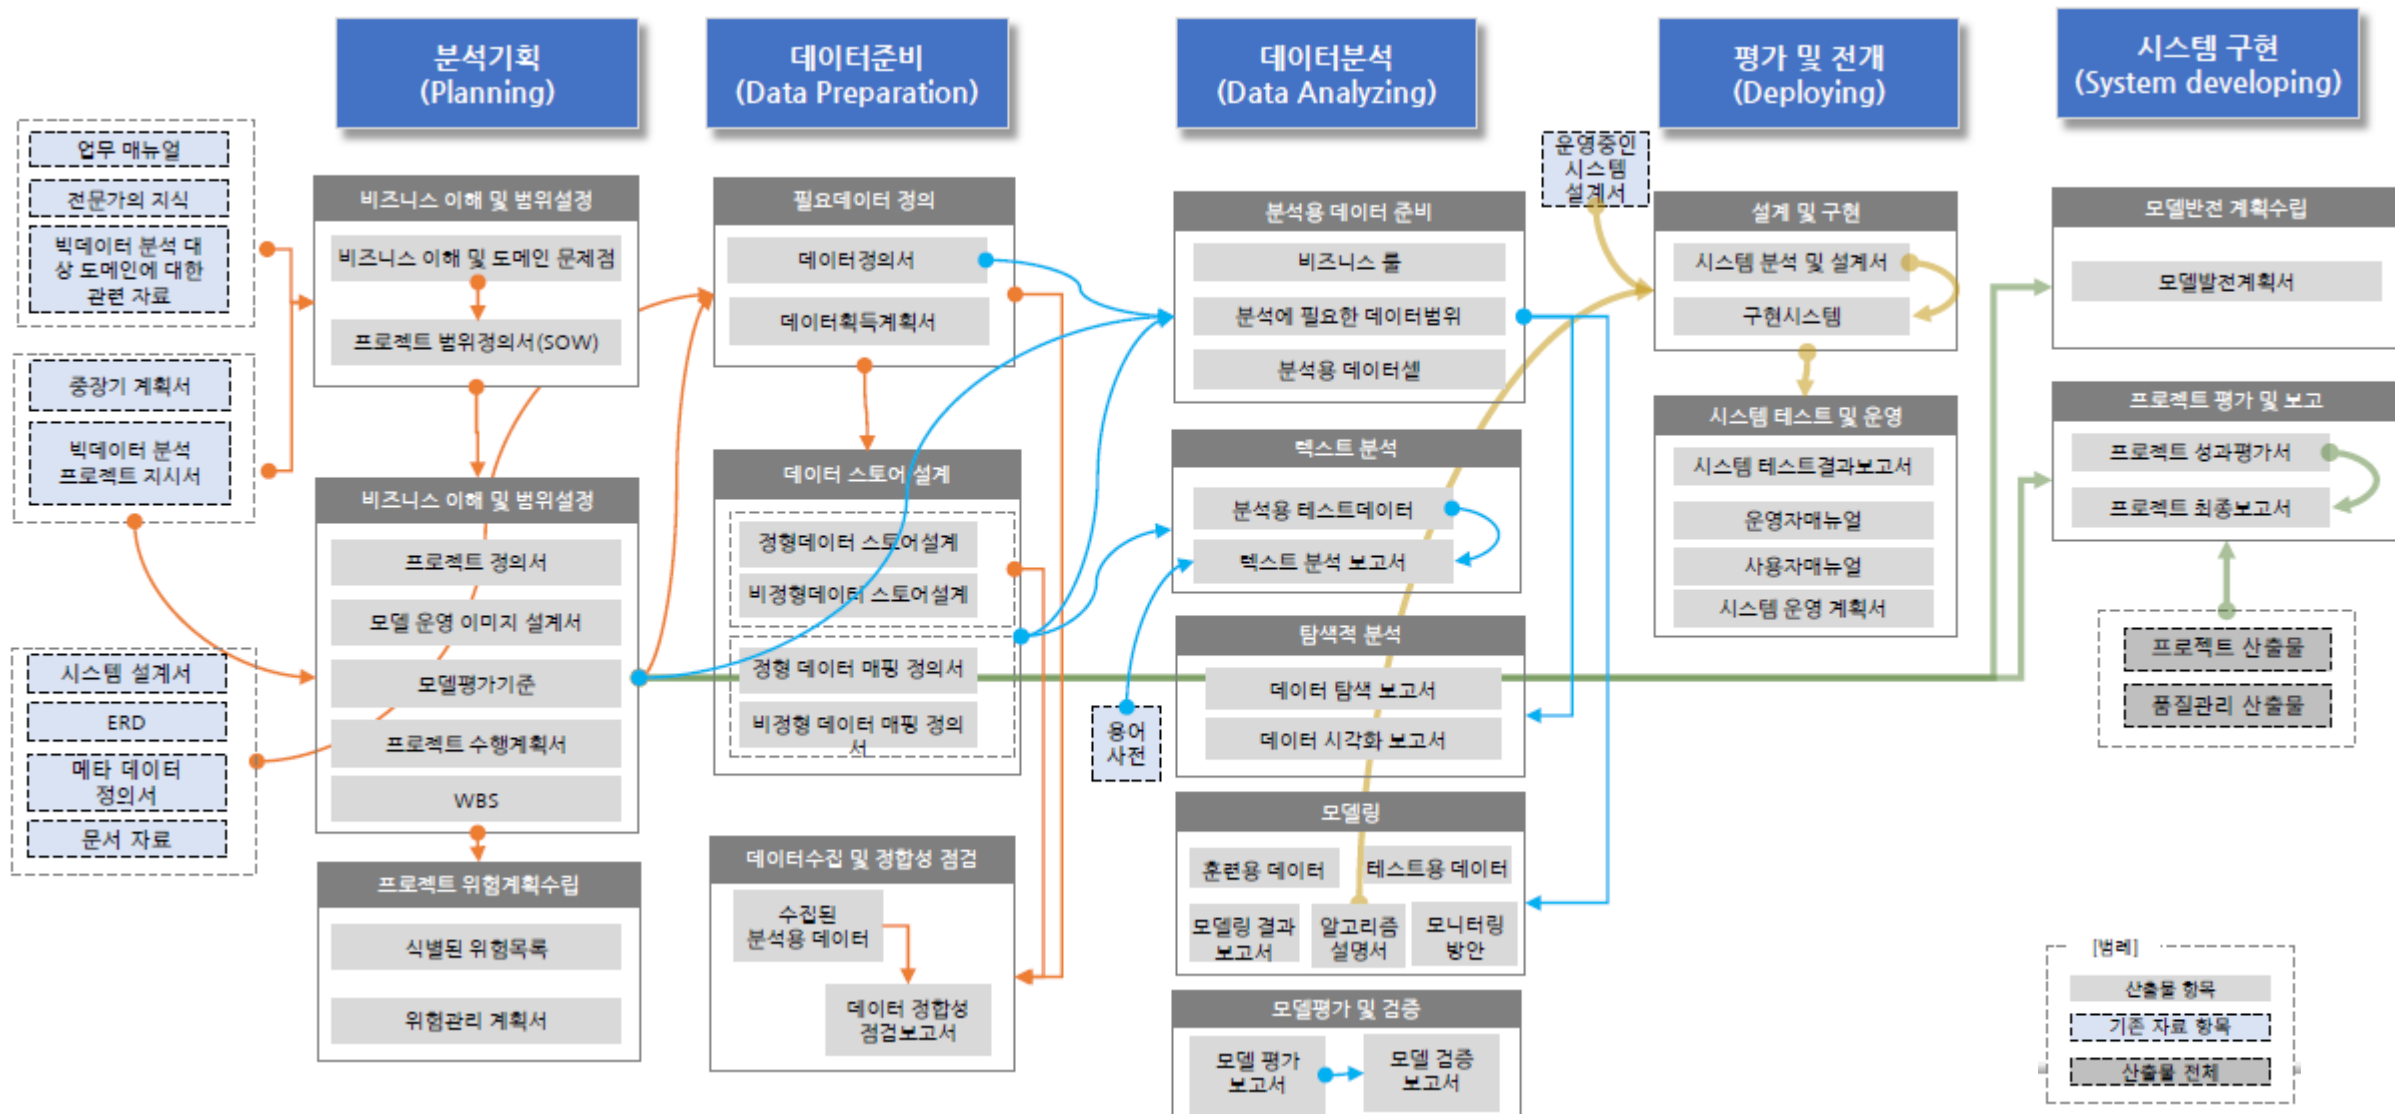 분석기획
(Planning)
데이터준비
(Data Preparation)
데이터분석
(Data Analyzing)
평가 및 전개
(Deploying)
시스템 구현
(System developing)
업무 매뉴얼
전문가의 지식
빅데이터 분석 대
상 도메인에 대한
관련 자료
중장기 계획서
빅데이터 분석
프로젝트 지시서
시스템 설계서
ERD
메타 데이터
정의서
문서 자료
비즈니스 이해 및 범위설정
비즈니스 이해 및 도메인 문제점
프로젝트 범위정의서(SOW)
비즈니스 이해 및 범위설정
프로젝트 정의서
모델 운영 이미지 설계서
모델평가기준
프로젝트 수행계획서
WBS
프로젝트 위험계획수립
식별된 위험목록
위험관리 계획서
필요데이터 정의
데이터정의서
데이터획득계획서
데이터 스토어 설계
정형데이터 스토어설계
비정형데이터 스토어설계
정형 데이터 매핑 정의서
비정형 데이터 매핑 정의
서
데이터수집 및 정합성 점검
수집된
분석용 데이터
데이터 정합성
점검보고서
분석용 데이터 준비
비즈니스 룰
분석에 필요한 데이터범위
분석용 데이터셑
텍스트 분석
분석용 테스트데이터
텍스트 분석 보고서
용어
사전
탐색적 분석
데이터 탐색 보고서
데이터 시각화 보고서
모델링
훈련용 데이터
테스트용 데이터
모델링 결과
보고서
알고리즘
설명서
모니터링
방안
모델평가 및 검증
모델 평가
보고서
모델 검증
보고서
운영중인
시스템
설계서
설계 및 구현
시스템 분석 및 설계서
구현시스템
시스템 테스트 및 운영
시스템 테스트결과보고서
운영자매뉴얼
사용자매뉴얼
시스템 운영 계획서
모델반전 계획수립
모델발전계획서
프로젝트 평가 및 보고
프로젝트 성과평가서
프로젝트 최종보고서
프로젝트 산출물
품질관리 산출물
[범례]
산출물 항목
기존 자료 항목
산출물 전체